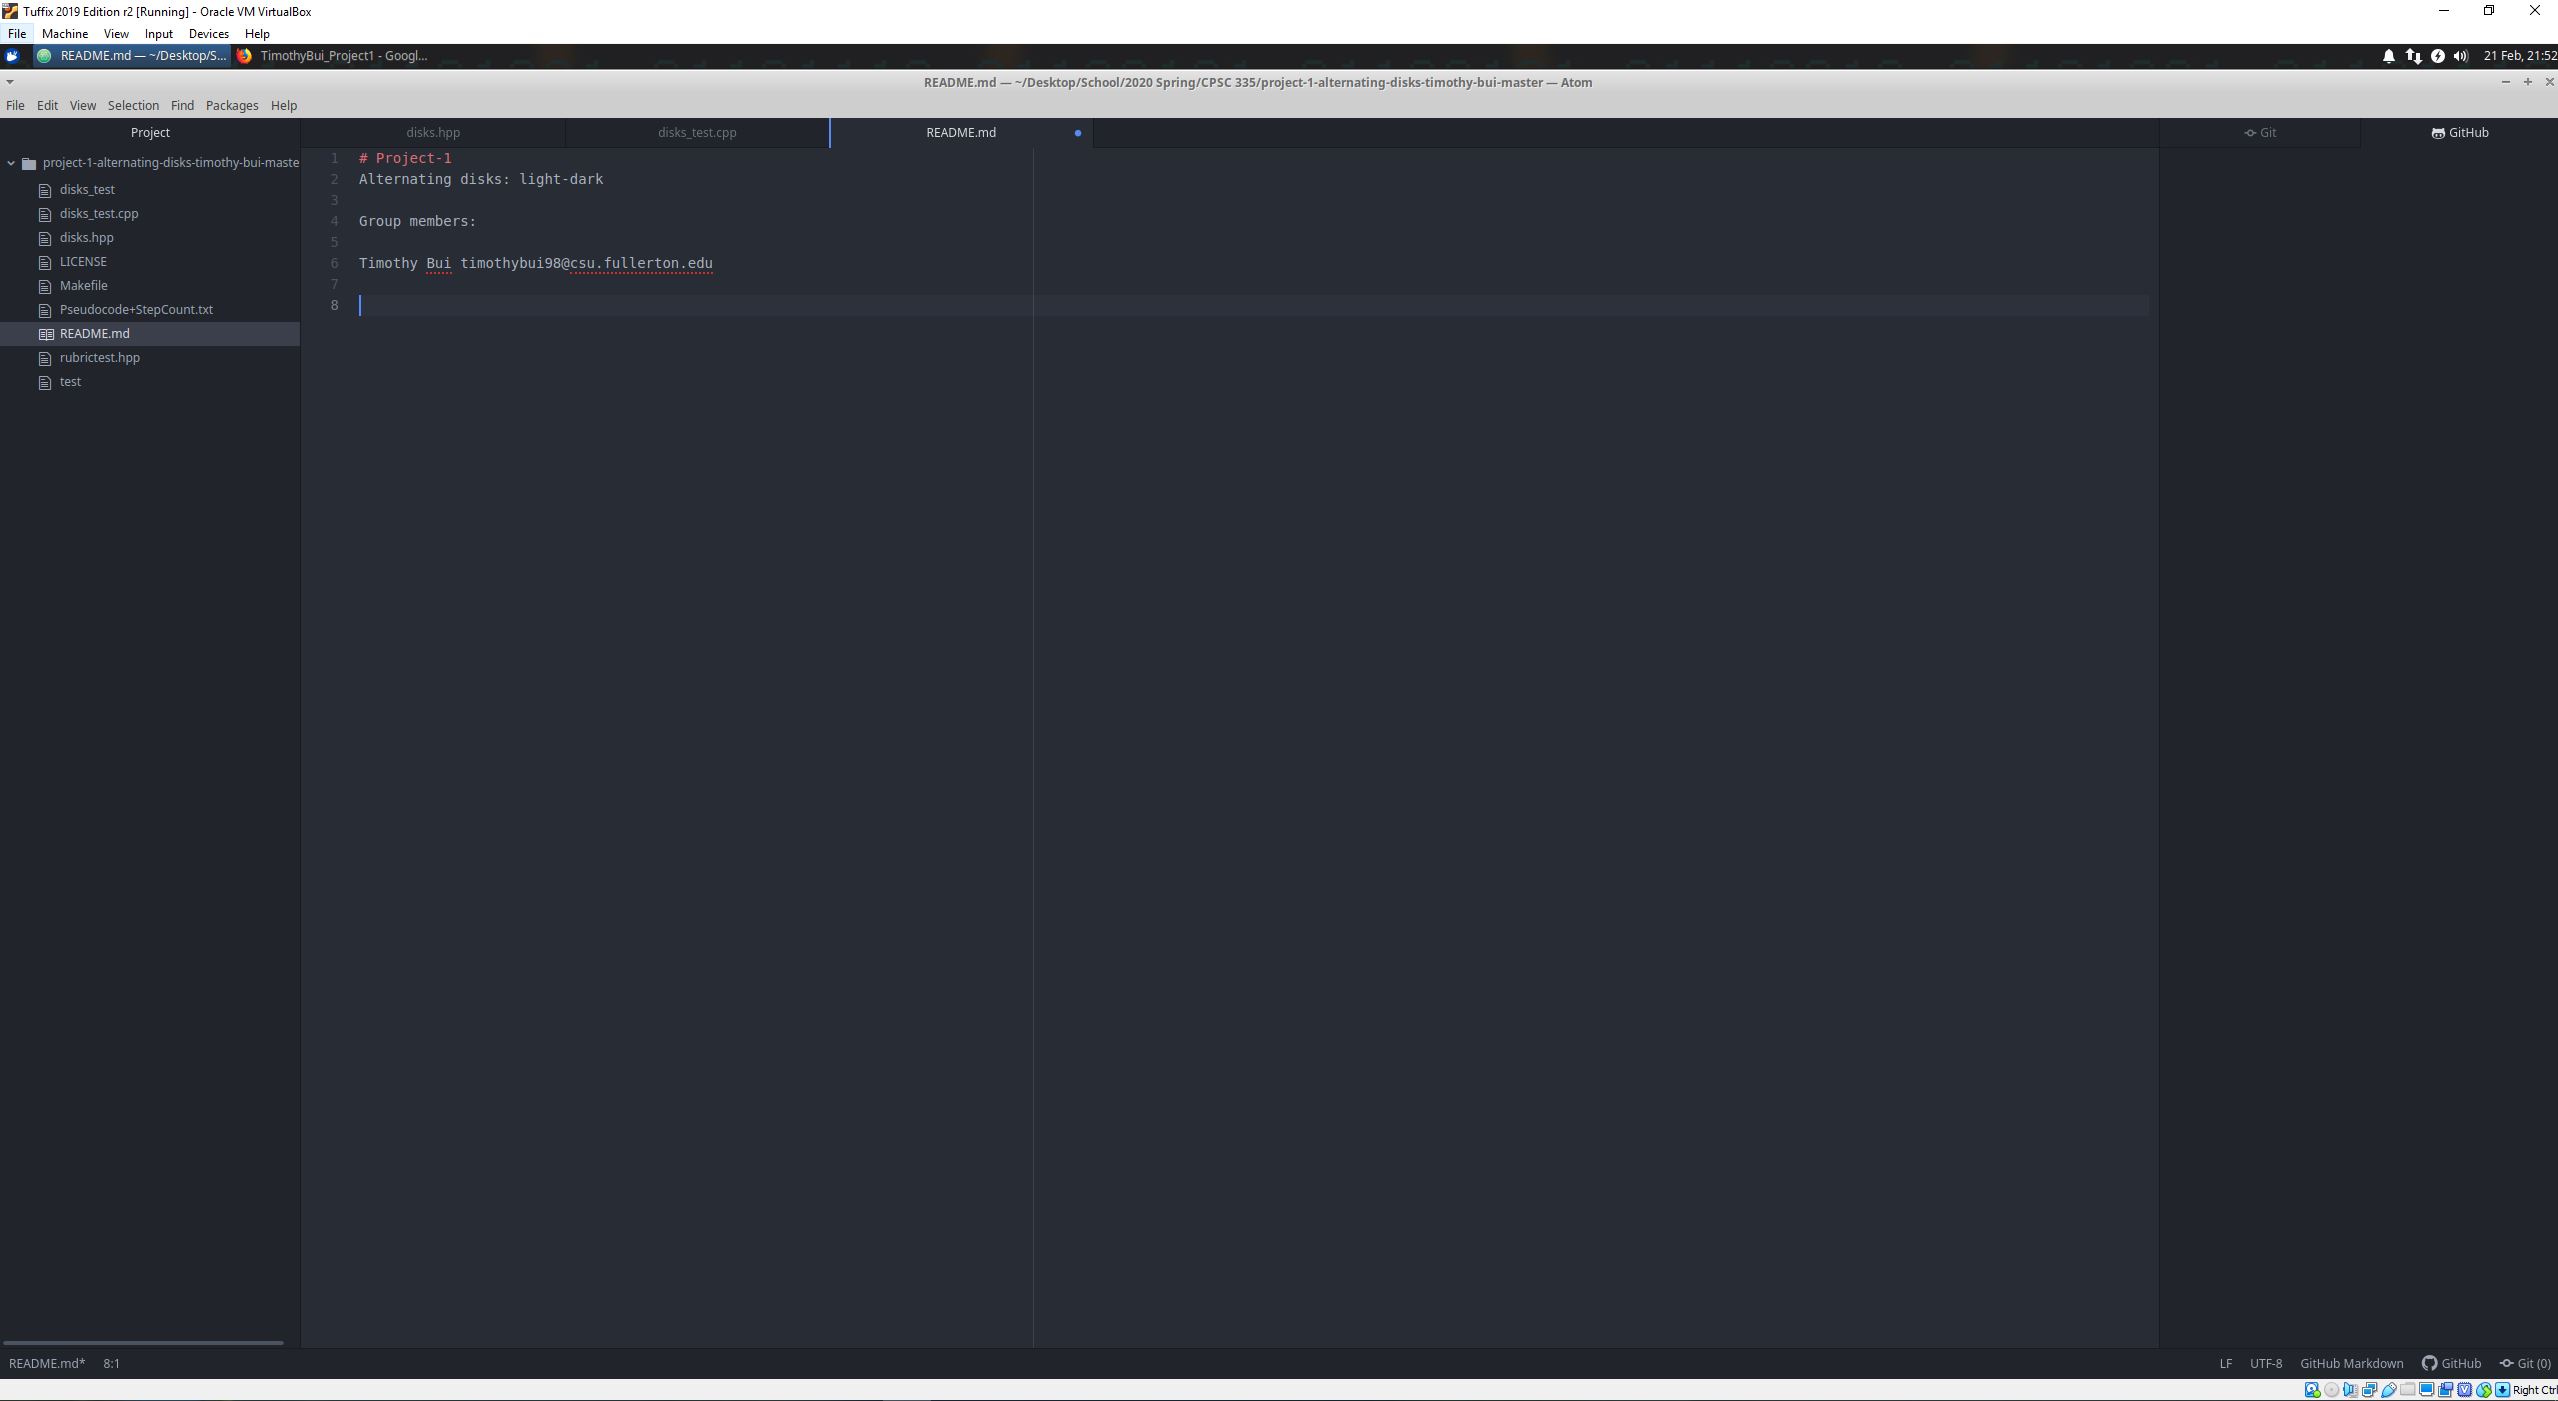 Tuffix 2019 Edition r2 [Running] - Oracle VM VirtualBox
File Machine View Input Devices Help
README.md — ~/Desktop/S... TimothyBui_Project1 - Googl... 21 Feb, 21:52
README.md — ~/Desktop/School/2020 Spring/CPSC 335/project-1-alternating-disks-timothy-bui-master — Atom
File Edit View Selection Find Packages Help
Project disks.hpp disks_test.cpp README.md Git GitHub
project-1-alternating-disks-timothy-bui-maste
disks_test
disks_test.cpp
disks.hpp
LICENSE
Makefile
Pseudocode+StepCount.txt
README.md
rubrictest.hpp
test
1 # Project-1
2 Alternating disks: light-dark
3
4 Group members:
5
6 Timothy Bui timothybui98@csu.fullerton.edu
7
8
README.md* 8:1 LF UTF-8 GitHub Markdown GitHub Git (0)
Right Ctrl